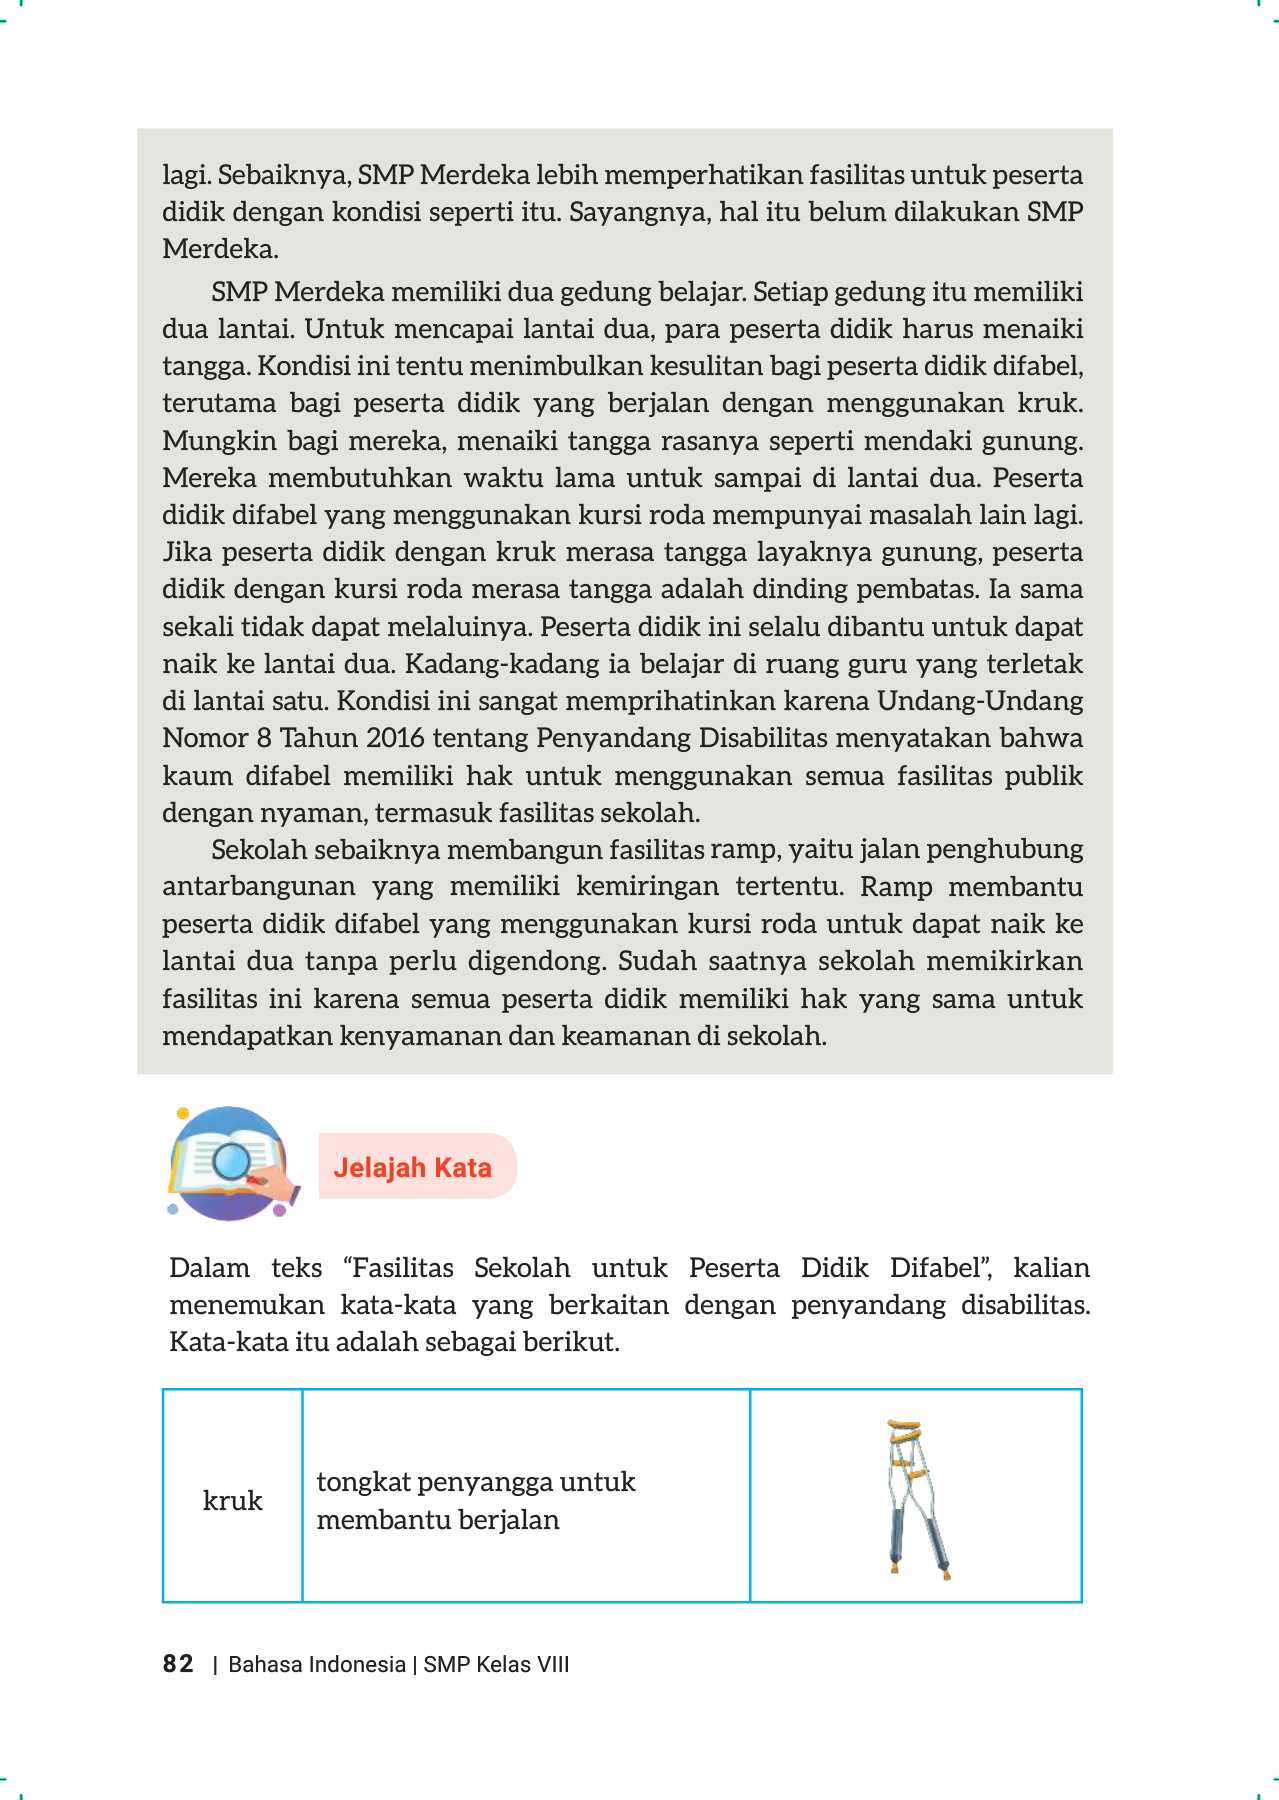 lagi. Sebaiknya, SMP Merdeka lebih memperhatikan fasilitas untuk peserta
didik dengan kondisi seperti itu. Sayangnya, hal itu belum dilakukan SMP
Merdeka.
SMP Merdeka memiliki dua gedung belajar. Setiap gedung itu memiliki
dua lantai. Untuk mencapai lantai dua, para peserta didik harus menaiki
tangga. Kondisi ini tentu menimbulkan kesulitan bagi peserta didik difabel,
terutama bagi peserta didik yang berjalan dengan menggunakan kruk.
Mungkin bagi mereka, menaiki tangga rasanya seperti mendaki gunung.
Mereka membutuhkan waktu lama untuk sampai di lantai dua. Peserta
didik difabel yang menggunakan kursi roda mempunyai masalah lain lagi.
Jika peserta didik dengan kruk merasa tangga layaknya gunung, peserta
didik dengan kursi roda merasa tangga adalah dinding pembatas. Ia sama
sekali tidak dapat melaluinya. Peserta didik ini selalu dibantu untuk dapat
naik ke lantai dua. Kadang-kadang ia belajar di ruang guru yang terletak
di lantai satu. Kondisi ini sangat memprihatinkan karena Undang-Undang
Nomor 8 Tahun 2016 tentang Penyandang Disabilitas menyatakan bahwa
kaum difabel memiliki hak untuk menggunakan semua fasilitas publik
dengan nyaman, termasuk fasilitas sekolah.
Sekolah sebaiknya membangun fasilitas ramp, yaitu jalan penghubung
antarbangunan yang memiliki kemiringan tertentu. Ramp membantu
peserta didik difabel yang menggunakan kursi roda untuk dapat naik ke
lantai dua tanpa perlu digendong. Sudah saatnya sekolah memikirkan
fasilitas ini karena semua peserta didik memiliki hak yang sama untuk
mendapatkan kenyamanan dan keamanan di sekolah.
Jelajah Kata
Dalam teks “Fasilitas Sekolah untuk Peserta Didik Difabel”, kalian
menemukan kata-kata yang berkaitan dengan penyandang disabilitas.
Kata-kata itu adalah sebagai berikut.
kruk
tongkat penyangga untuk
membantu berjalan
82 | Bahasa Indonesia | SMP Kelas VIII